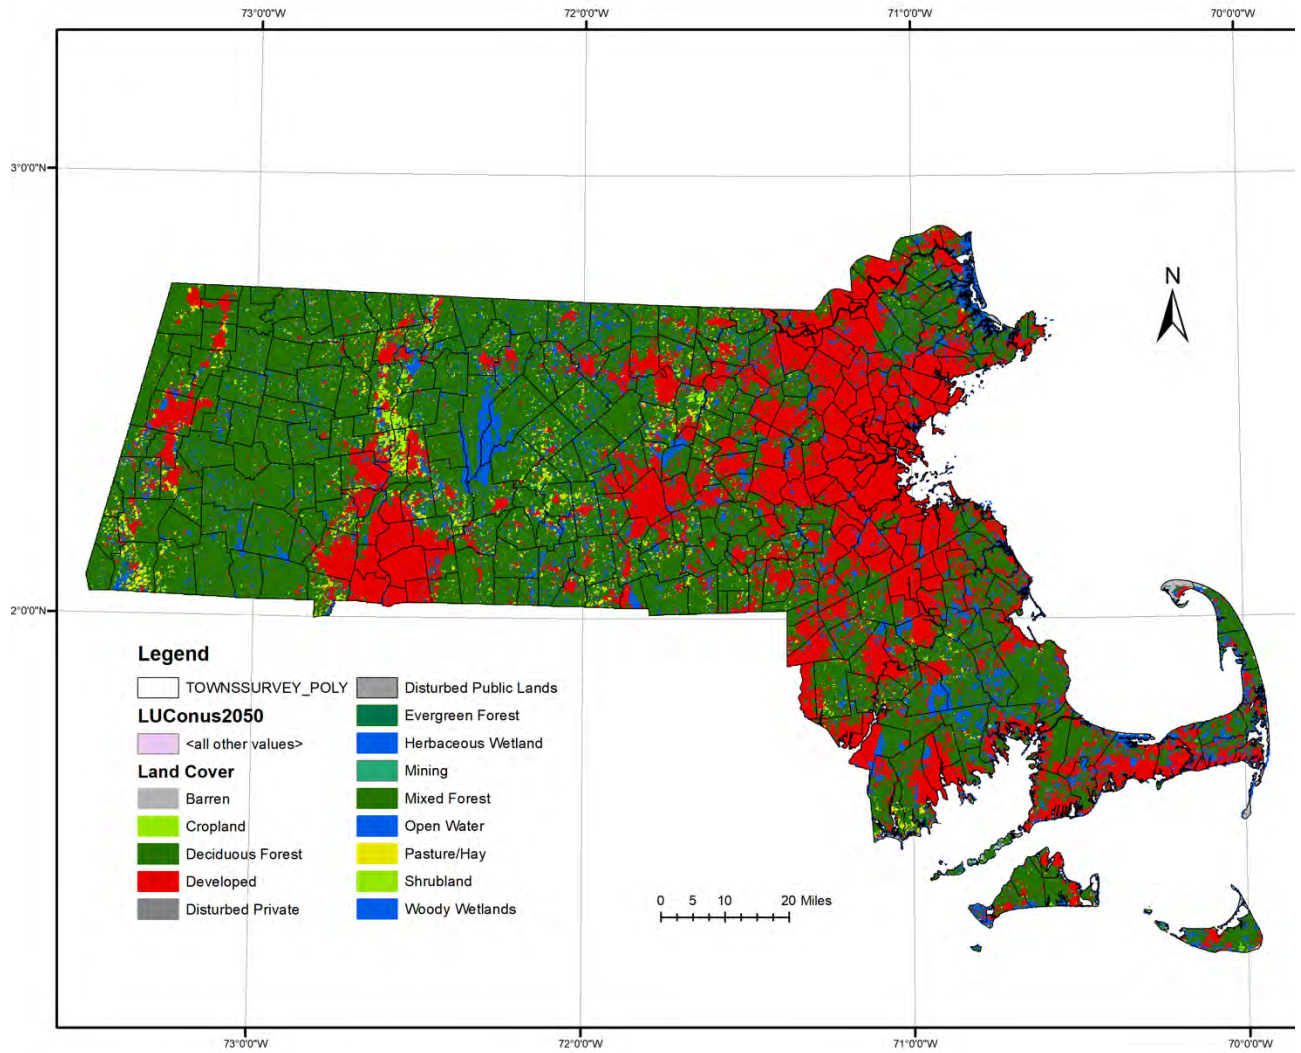 73°0'0"W 72°0'0"W 71°0'0"W 70°0'0"W
3°0'0"N
N
2°0'0"N
Legend
TOWNSSURVEY_POLY
LUConus2050
<all other values>
Land Cover
Barren
Cropland
Deciduous Forest
Developed
Disturbed Private
Disturbed Public Lands
Evergreen Forest
Herbaceous Wetland
Mining
Mixed Forest
Open Water
Pasture/Hay
Shrubland
Woody Wetlands
0 5 10 20 Miles
73°0'0"W 72°0'0"W 71°0'0"W 70°0'0"W